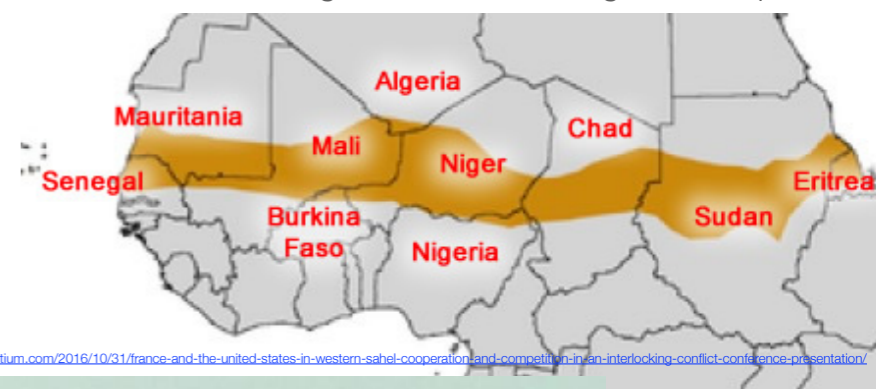 Algeria
Mauritania
Chad
Mali
Niger
Senegal
Eritrea
Burkina
Faso
Sudan
Nigeria
tium.com/2016/10/31/france-and-the-united-states-in-western-sahel-cooperation-and-competition-in-an-interlocking-conflict-conference-presentation/